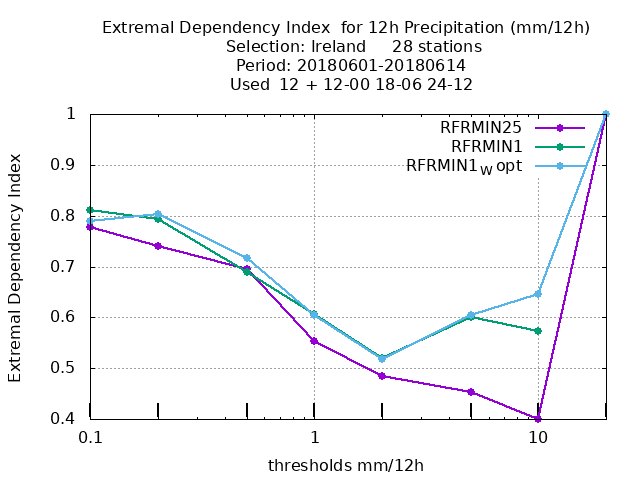 Extremal Dependency Index  for 12h Precipitation (mm/12h)
Selection: Ireland     28 stations
Period: 20180601-20180614
Used  12 + 12-00 18-06 24-12
RFRMIN25
RFRMIN1
RFRMIN1W opt
Extremal Dependency Index
1
0.9
0.8
0.7
0.6
0.5
0.4
0.1 1 10
thresholds mm/12h